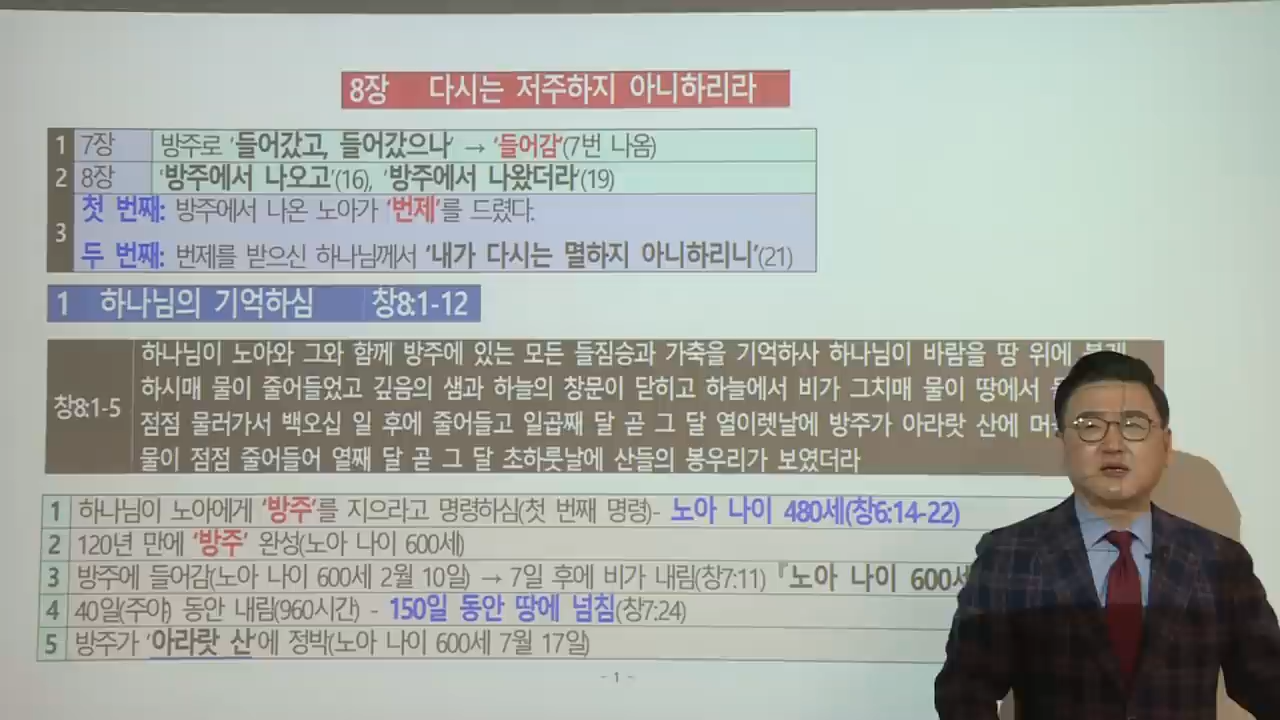 8장 다시는 저주하지 아니하리라
1 7장 방주로 '들어갔고, 들어갔으나' → '들어감'(7번 나옴)
2 8장 '방주에서 나오고'(16), '방주에서 나왔더라'(19)
첫 번째: 방주에서 나온 노아가 '번제'를 드렸다.
3
두 번째: 번제를 받으신 하나님께서 '내가 다시는 멸하지 아니하리니'(21)
1 하나님의 기억하심 창8:1-12
하나님이 노아와 그와 함께 방주에 있는 모든 들짐승과 가축을 기억하사 하나님이 바람을 땅 위에
하시매 물이 줄어들었고 깊음의 샘과 하늘의 창문이 닫히고 하늘에서 비가 그치매 물이 땅에서
창8:1-5
점점 물러가서 백오십 일 후에 줄어들고 일곱째 달 곧 그 달 열이렛날에 방주가 아라랏 산에
물이 점점 줄어들어 열째 달 곧 그 달 초하룻날에 산들의 봉우리가 보였더라
1 하나님이 노아에게 '방주'를 지으라고 명령하심(첫 번째 명령)- 노아 나이 480세(창6:14-22)
2 120년 만에 '방주' 완성(노아 나이 600세)
3 방주에 들어감(노아 나이 600세 2월 10일) → 7일 후에 비가 내림(창7:11) 『노아 나이 600세
4 40일(주야) 동안 내림(960시간) - 150일 동안 땅에 넘침(창7:24)
5 방주가 '아라랏 산'에 정박(노아 나이 600세 7월 17일)
- 1 -